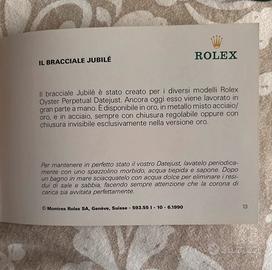 ROLEX
IL BRACCIALE JUBILÉ
Il bracciale Jubilé è stato creato per i diversi modelli Rolex
Oyster Perpetual Datejust. Ancora oggi esso viene lavorato in
gran parte a mano. È disponibile in oro, in metallo misto acciaio/
oro, e in acciaio, sempre con chiusura regolabile oppure con
chiusura invisibile esclusivamente nella versione oro.
Per mantenere in perfetto stato il vostro Datejust, lavatelo periodica-
mente con uno spazzolino morbido, acqua tiepida e sapone. Dopo
un bagno in mare sciacquatelo con acqua dolce per eliminare i resi-
dui di sale e sabbia, facendo sempre attenzione che la corona di
carica sia avvitata perfettamente.
© Montres Rolex SA, Genève, Suisse - 593.55 I - 10 - 6.1990
13